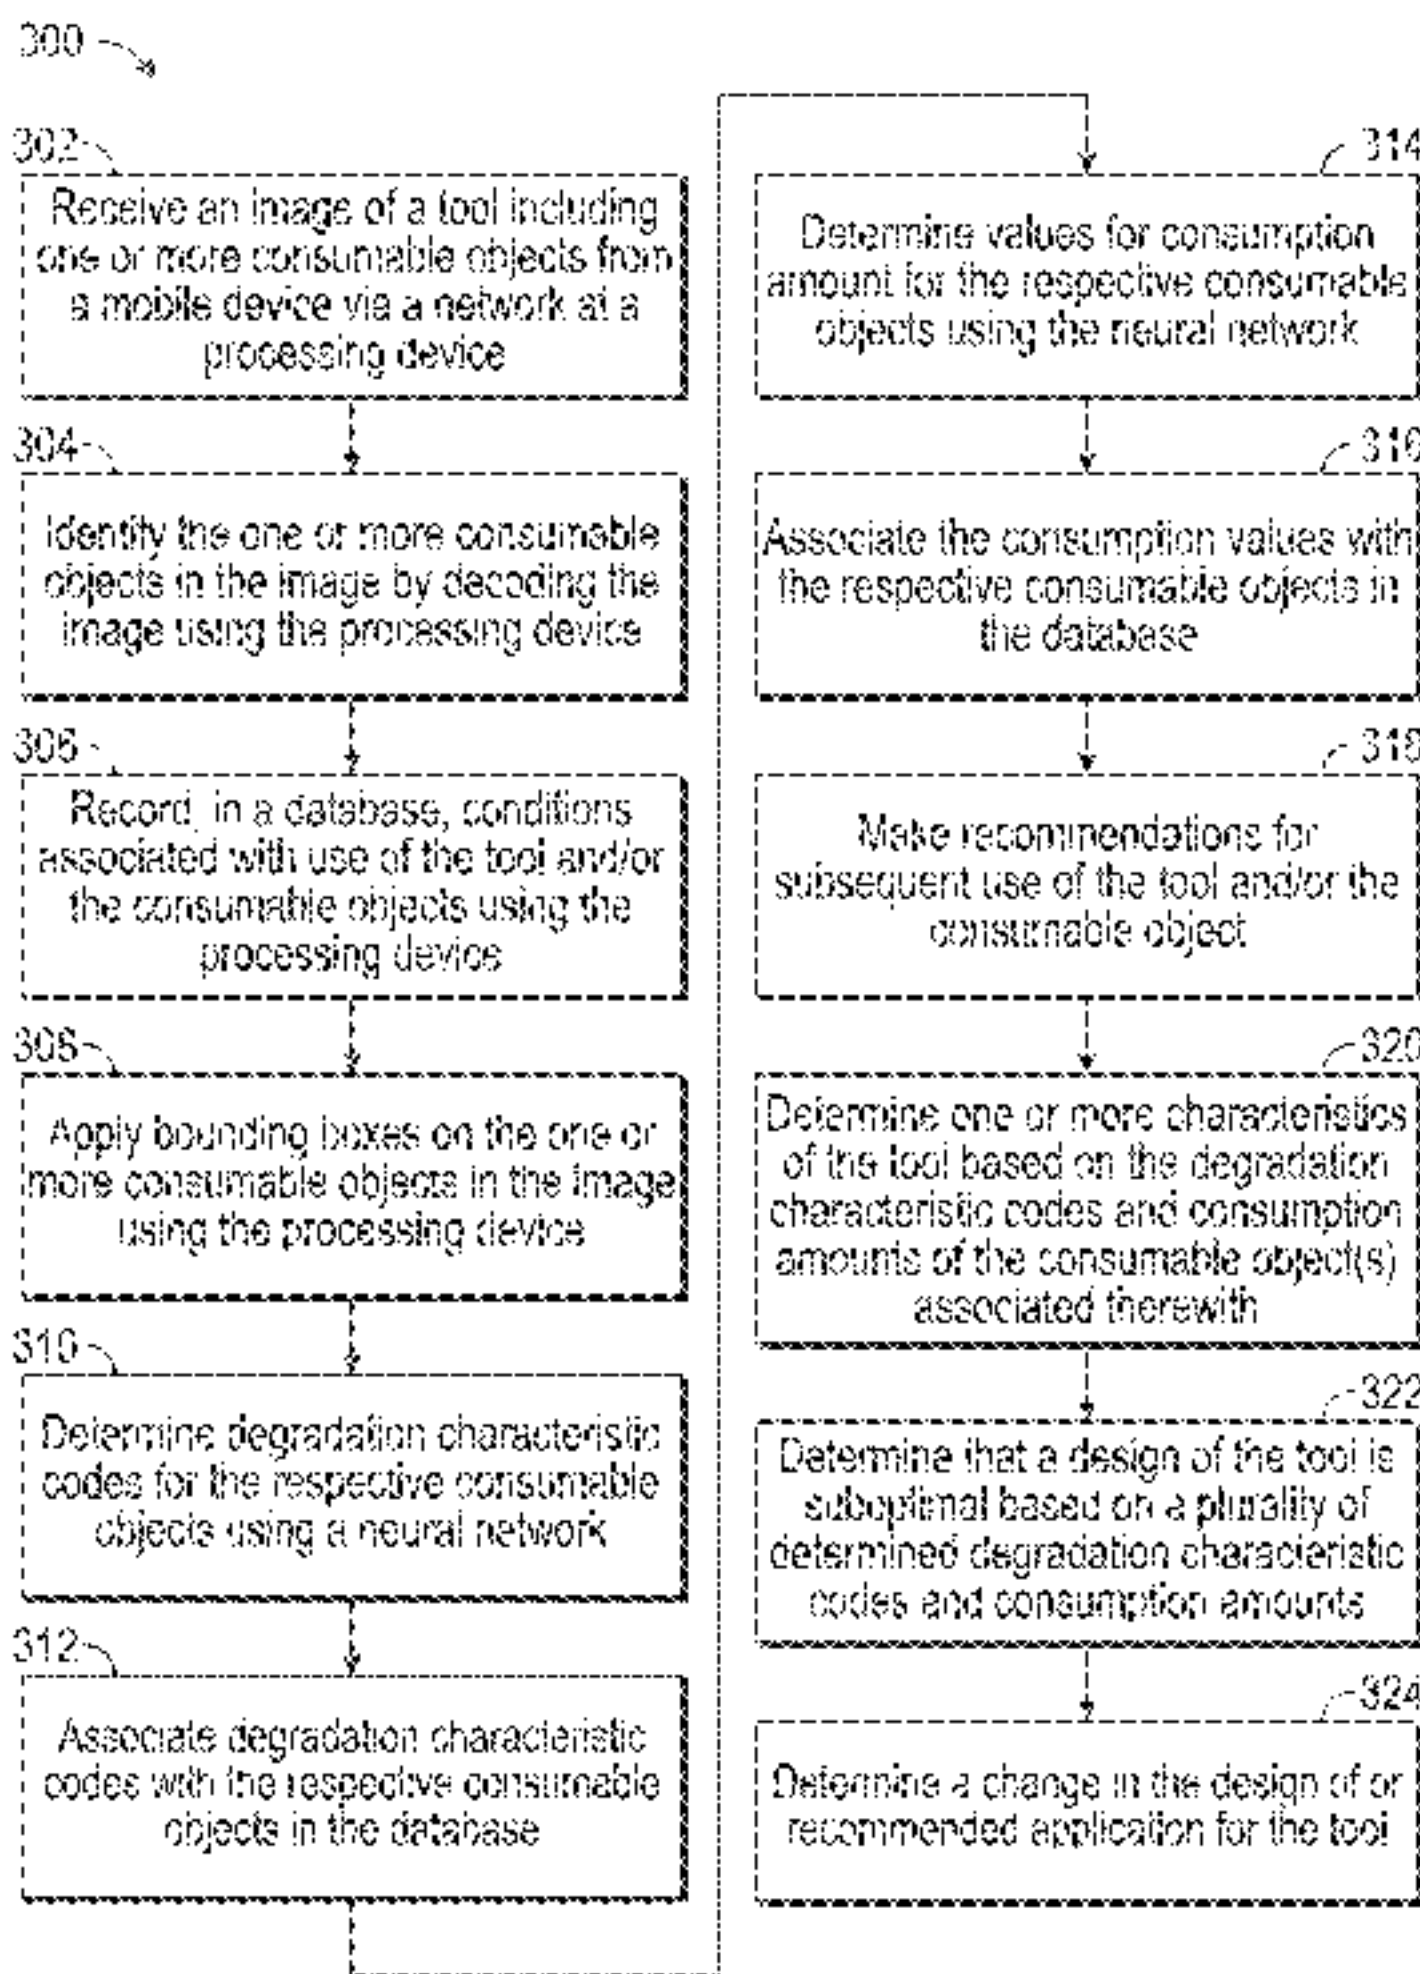 300
302
Receive an image of a tool including
one or more consumable objects from
a mobile device via a network at a
processing device
304
Identify the one or more consumable
objects in the image by decoding the
image using the processing device
306
Record, in a database, conditions
associated with use of the tool and/or
the consumable objects using the
processing device
308
Apply bounding boxes on the one or
more consumable objects in the image
using the processing device
310
Determine degradation characteristic
codes for the respective consumable
objects using a neural network
312
Associate degradation characteristic
codes with the respective consumable
objects in the database
314
Determine values for consumption
amount for the respective consumable
objects using the neural network
316
Associate the consumption values with
the respective consumable objects in
the database
318
Make recommendations for
subsequent use of the tool and/or the
consumable object
320
Determine one or more characteristics
of the tool based on the degradation
characteristic codes and consumption
amounts of the consumable object(s)
associated therewith
322
Determine that a design of the tool is
suboptimal based on a plurality of
determined degradation characteristic
codes and consumption amounts
324
Determine a change in the design of or
recommended application for the tool